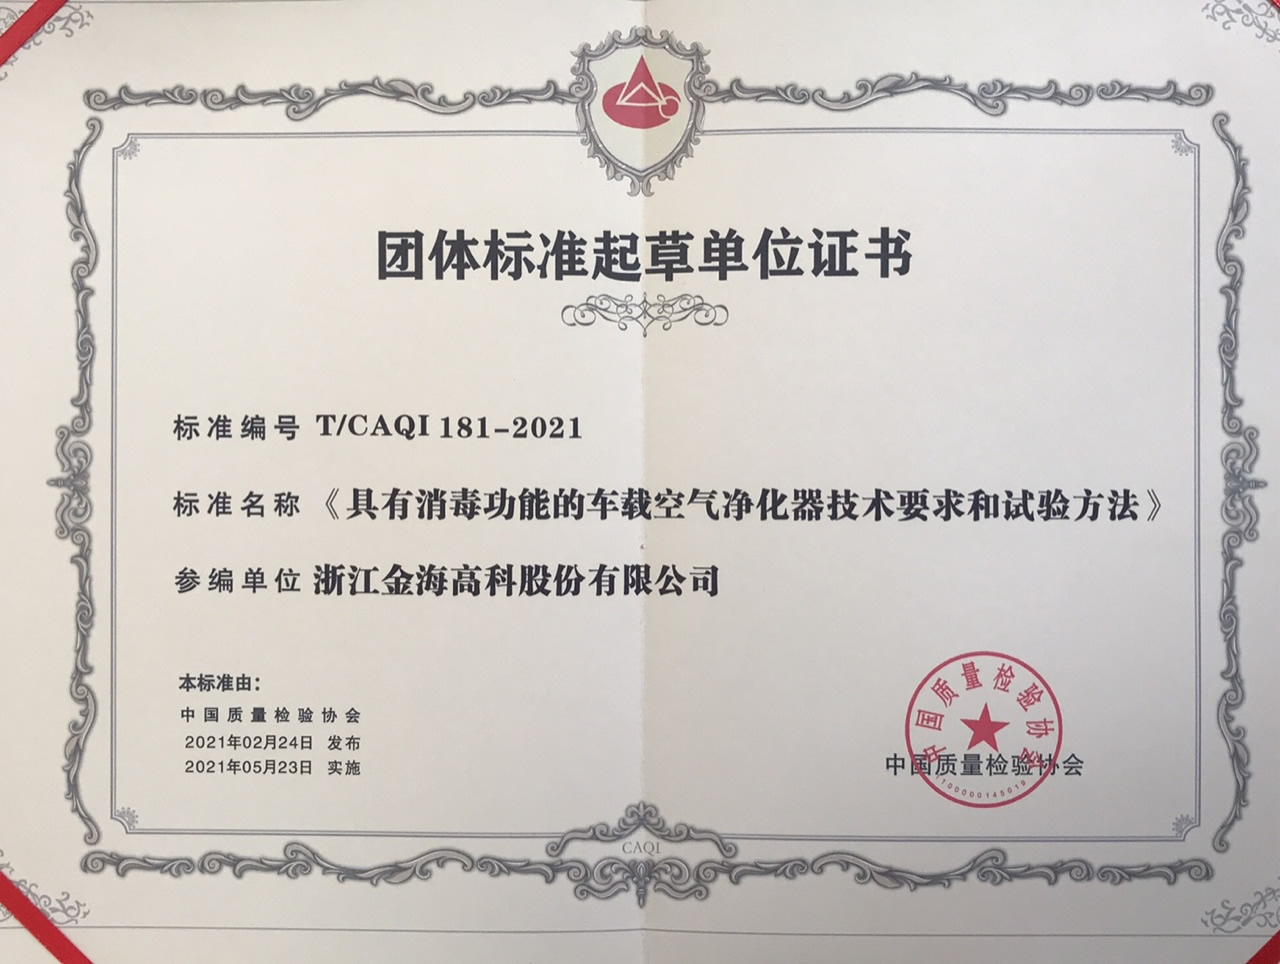 团体标准起草单位证书
标准编号 T/CAQI 181-2021
标准名称 《具有消毒功能的车载空气净化器技术要求和试验方法》
参编单位 浙江金海高科股份有限公司
本标准由：
中国质量检验协会
2021年02月24日 发布
2021年05月23日 实施
中国质量检验协会
中国质量检验协会
CAQI